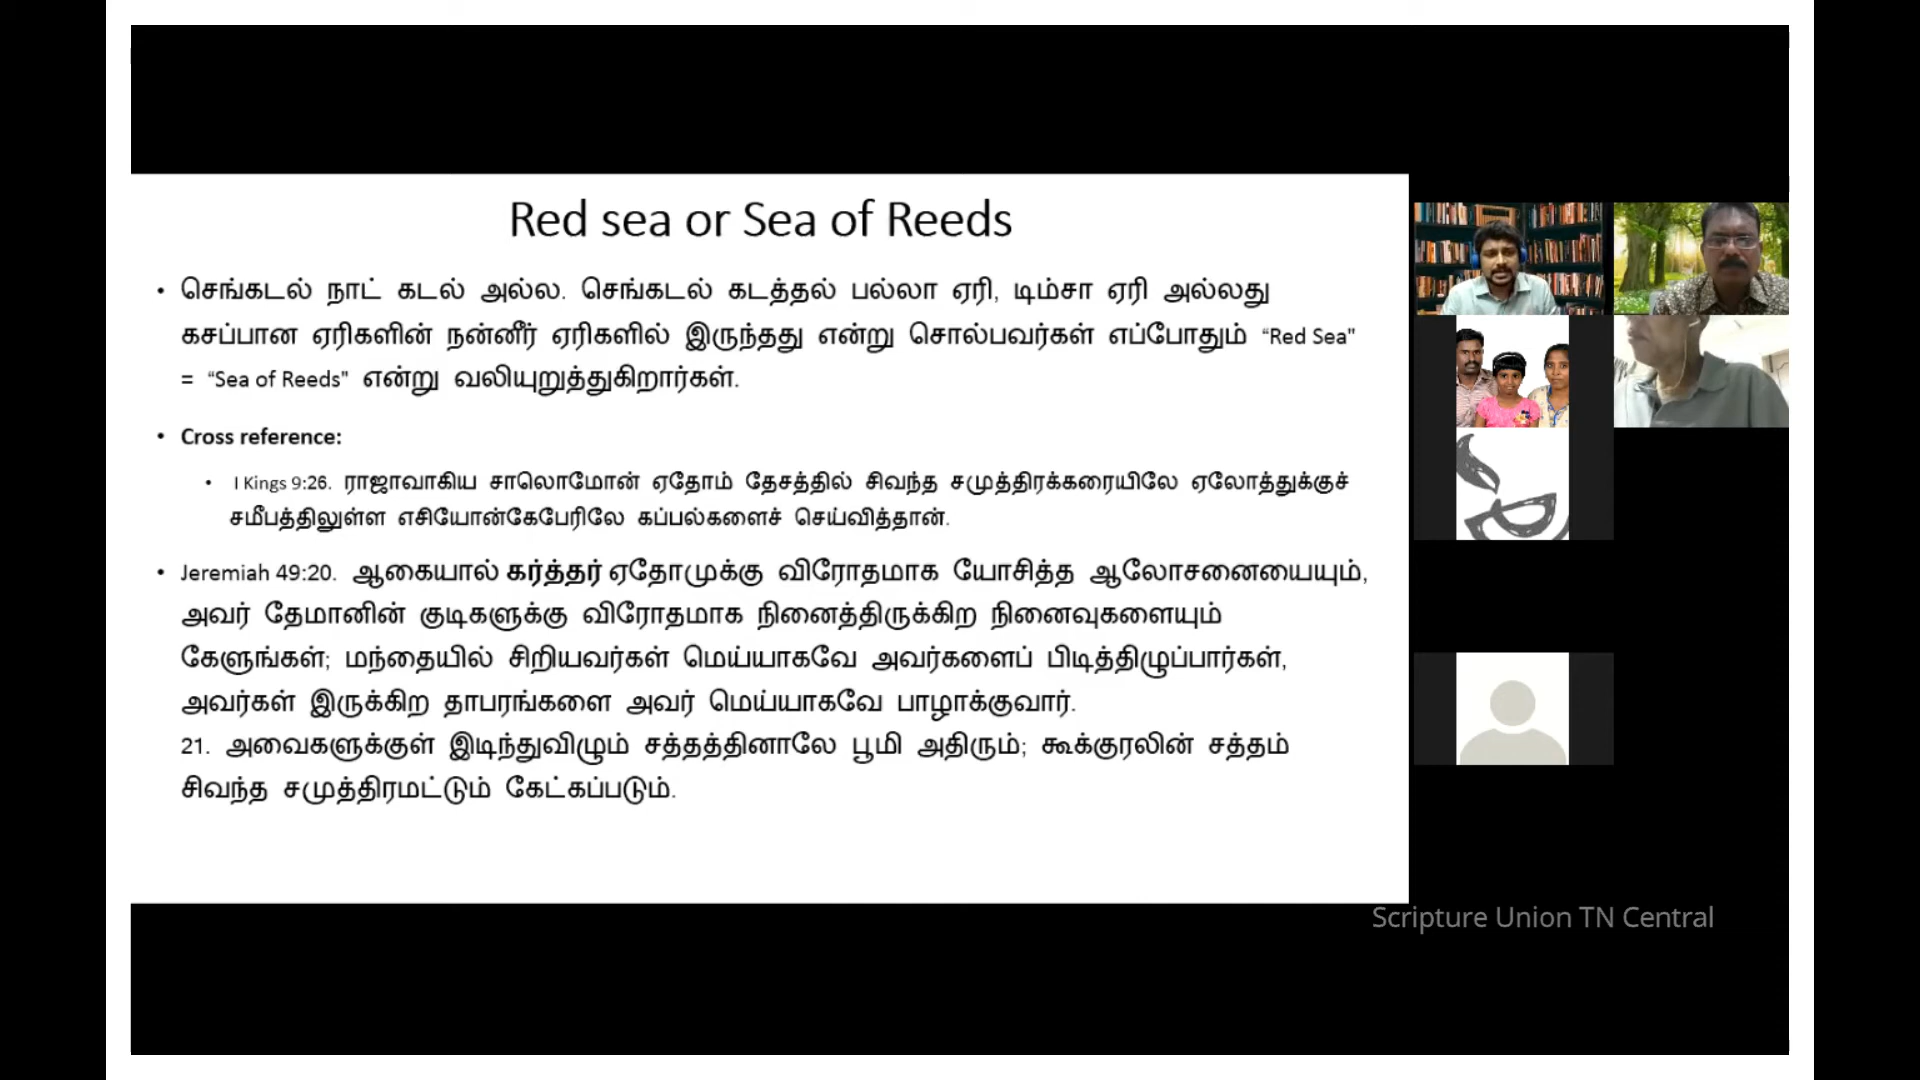 Red sea or Sea of Reeds
• செங்கடல் நாட் கடல் அல்ல. செங்கடல் கடத்தல் பல்லா ஏரி, டிம்சா ஏரி அல்லது
கசப்பான ஏரிகளின் நன்னீர் ஏரிகளில் இருந்தது என்று சொல்பவர்கள் எப்போதும் “Red Sea"
= “Sea of Reeds" என்று வலியுறுத்துகிறார்கள்.
• Cross reference:
• I Kings 9:26. ராஜாவாகிய சாலொமோன் ஏதோம் தேசத்தில் சிவந்த சமுத்திரக்கரையிலே ஏலோத்துக்குச்
சமீபத்திலுள்ள எசியோன்கேபேரிலே கப்பல்களைச் செய்வித்தான்.
• Jeremiah 49:20. ஆகையால் கர்த்தர் ஏதோமுக்கு விரோதமாக யோசித்த ஆலோசனையையும்,
அவர் தேமானின் குடிகளுக்கு விரோதமாக நினைத்திருக்கிற நினைவுகளையும்
கேளுங்கள்; மந்தையில் சிறியவர்கள் மெய்யாகவே அவர்களைப் பிடித்திழுப்பார்கள்,
அவர்கள் இருக்கிற தாபரங்களை அவர் மெய்யாகவே பாழாக்குவார்.
21. அவைகளுக்குள் இடிந்துவிழும் சத்தத்தினாலே பூமி அதிரும்; கூக்குரலின் சத்தம்
சிவந்த சமுத்திரமட்டும் கேட்கப்படும்.
Scripture Union TN Central